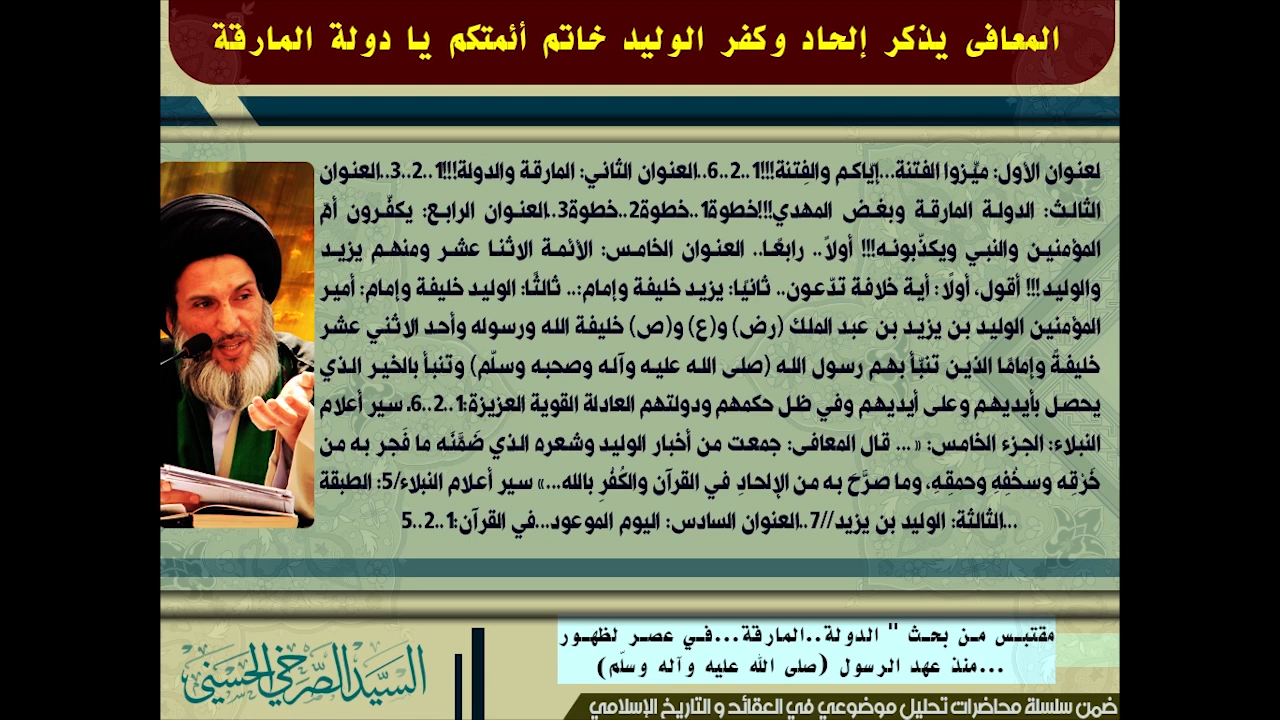 المعافى يذكر إلحاد وكفر الوليد خاتم أئمتكم يا دولة المارقة
لعنوان الأول: ميِّزوا الفتنة...إيّاكم والفِتنة!!!1..2..6..العنوان الثاني: المارقة والدولة!!!1..2..3..العنوان
الثالث: الدولة المارقة وبغض المهدي!!!خطوة1..خطوة2..خطوة3..العنوان الرابع: يكفّرون أمّ
المؤمنين والنبي ويكذّبونه!!! أولاً.. رابعًا.. العنوان الخامس: الأئمة الاثنا عشر ومنهم يزيد
والوليد!!! أقول، أولًا: أية خلافة تدّعون.. ثانيًا: يزيد خليفة وإمام:.. ثالثًا: الوليد خليفة وإمام: أمير
المؤمنين الوليد بن يزيد بن عبد الملك (رض) و(ع) و(ص) خليفة الله ورسوله وأحد الاثني عشر
خليفةً وإمامًا الذين تنبّأ بهم رسول الله (صلى الله عليه وآله وصحبه وسلّم) وتنبأ بالخير الذي
يحصل بأيديهم وعلى أيديهم وفي ظل حكمهم ودولتهم العادلة القوية العزيزة:1..2..6. سير أعلام
النبلاء: الجزء الخامس: «... قال المعافى: جمعت من أخبار الوليد وشعره الذي ضَمَّنَه ما فَجر به من
خَرَقِه وسخُفِهِ وحمقِهِ، وما صرَّحَ به من الإلحادِ في القرآن والكُفْرِ بالله...» سير أعلام النبلاء/5: الطبقة
الثالثة: الوليد بن يزيد//7..العنوان السادس: اليوم الموعود...في القرآن:1..2..5...
السيد الصرخي الحسني
مقتبس من بحث " الدولة..المارقة...في عصر لظهور
منذ عهد الرسول (صلى الله عليه وآله وسلّم)...
ضمن سلسلة محاضرات تحليل موضوعي في العقائد و التاريخ الإسلامي